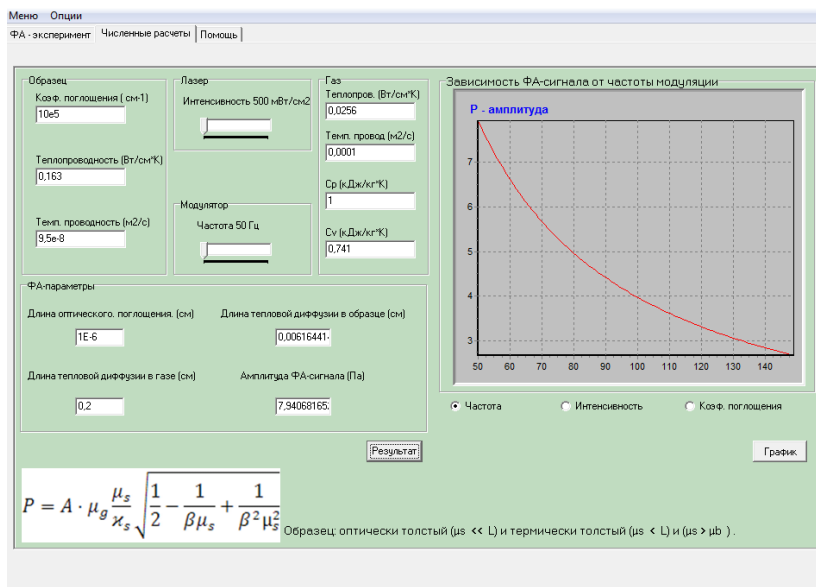 Меню Опции
ФА - эксперимент Численные расчеты Помощь
Образец
Коэф. поглощения ( см-1)
10e5
Теплопроводность (Вт/см*К)
0,163
Темп. проводность (м2/с)
9,5e-8
Лазер
Интенсивность 500 мВт/см2
Модулятор
Частота 50 Гц
Газ
Теплопров. (Вт/см*К)
0,0256
Темп. провод (м2/с)
0,0001
Cp (кДж/кг*К)
1
Cv (кДж/кг*К)
0,741
Зависимость ФА-сигнала от частоты модуляции
P - амплитуда
7
6
5
4
3
50 60 70 80 90 100 110 120 130 140
Частота Интенсивность Коэф. поглощения
ФА-параметры
Длина оптического. поглощения. (см) Длина тепловой диффузии в образце (см)
1E-6 0,00616441
Длина тепловой диффузии в газе (см) Амплитуда ФА-сигнала (Па)
0,2 7,94068165
Результат График
P = A · μg μs/ϰs √(1/2 − 1/(βμs) + 1/(β²μs²))
Образец: оптически толстый (μs << L) и термически толстый (μs < L) и (μs > μb ) .